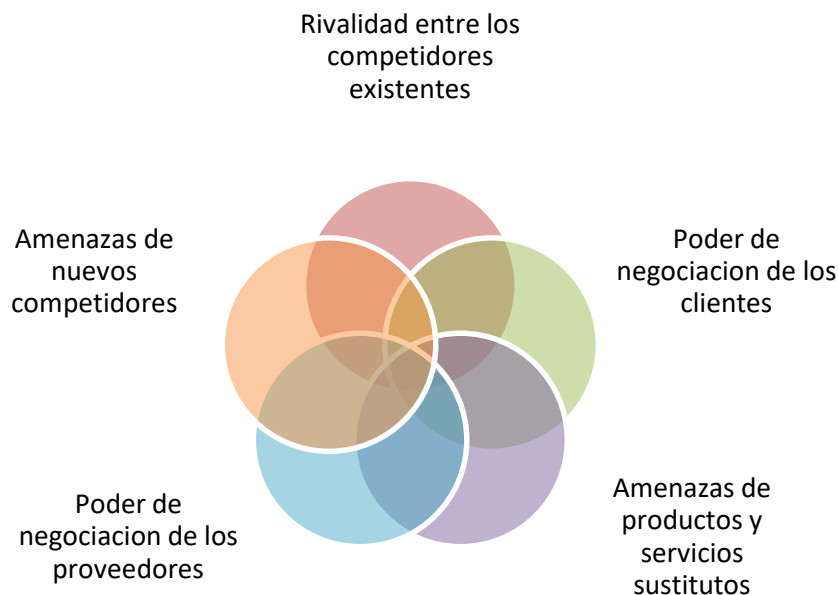 Rivalidad entre los
competidores
existentes
Amenazas de
nuevos
competidores
Poder de
negociacion de los
clientes
Poder de
negociacion de los
proveedores
Amenazas de
productos y
servicios
sustitutos